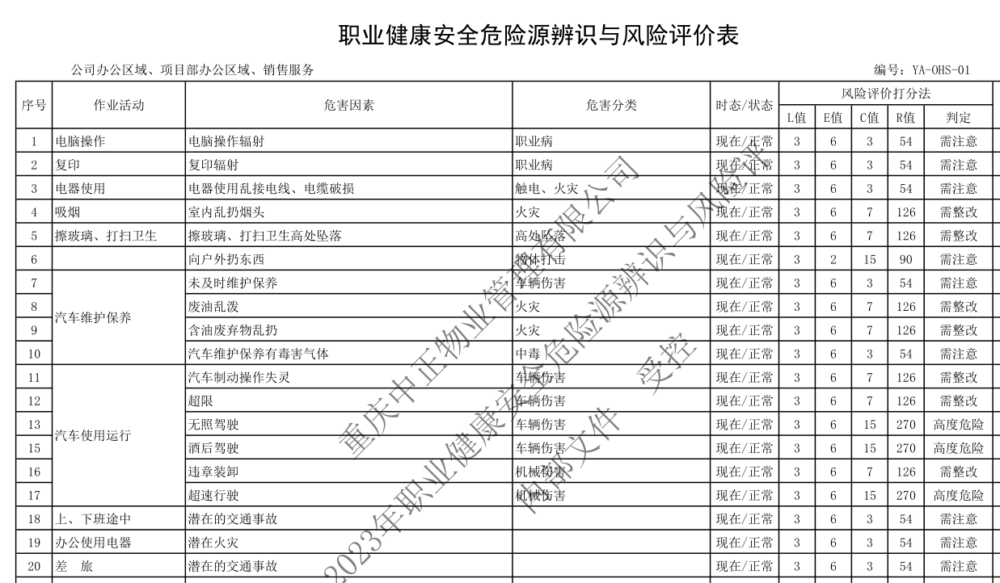 职业健康安全危险源辨识与风险评价表
公司办公区域、项目部办公区域、销售服务 编号：YA-OHS-01
序号 作业活动 危害因素 危害分类 时态/状态 风险评价打分法
L值 E值 C值 R值 判定
1 电脑操作 电脑操作辐射 职业病 现在/正常 3 6 3 54 需注意
2 复印 复印辐射 职业病 现在/正常 3 6 3 54 需注意
3 电器使用 电器使用乱接电线、电缆破损 触电、火灾 现在/正常 3 6 3 54 需注意
4 吸烟 室内乱扔烟头 火灾 现在/正常 3 6 7 126 需整改
5 擦玻璃、打扫卫生 擦玻璃、打扫卫生高处坠落 高处坠落 现在/正常 3 6 7 126 需整改
6 向户外扔东西 物体打击 现在/正常 3 2 15 90 需注意
7 未及时维护保养 车辆伤害 现在/正常 3 6 3 54 需注意
8 废油乱泼 火灾 现在/正常 3 6 7 126 需整改
汽车维护保养
9 含油废弃物乱扔 火灾 现在/正常 3 6 7 126 需整改
10 汽车维护保养有毒害气体 中毒 现在/正常 3 6 3 54 需注意
11 汽车制动操作失灵 车辆伤害 现在/正常 3 6 7 126 需整改
12 超限 车辆伤害 现在/正常 3 6 7 126 需整改
13 无照驾驶 车辆伤害 现在/正常 3 6 15 270 高度危险
汽车使用运行
15 酒后驾驶 车辆伤害 现在/正常 3 6 15 270 高度危险
16 违章装卸 机械伤害 现在/正常 3 6 7 126 需整改
17 超速行驶 机械伤害 现在/正常 3 6 15 270 高度危险
18 上、下班途中 潜在的交通事故 现在/正常 3 6 3 54 需注意
19 办公使用电器 潜在火灾 现在/正常 3 6 3 54 需注意
20 差 旅 潜在的交通事故 现在/正常 3 6 3 54 需注意
重庆中正物业管理有限公司
2023年职业健康安全危险源辨识与风险评
内部文件 受控